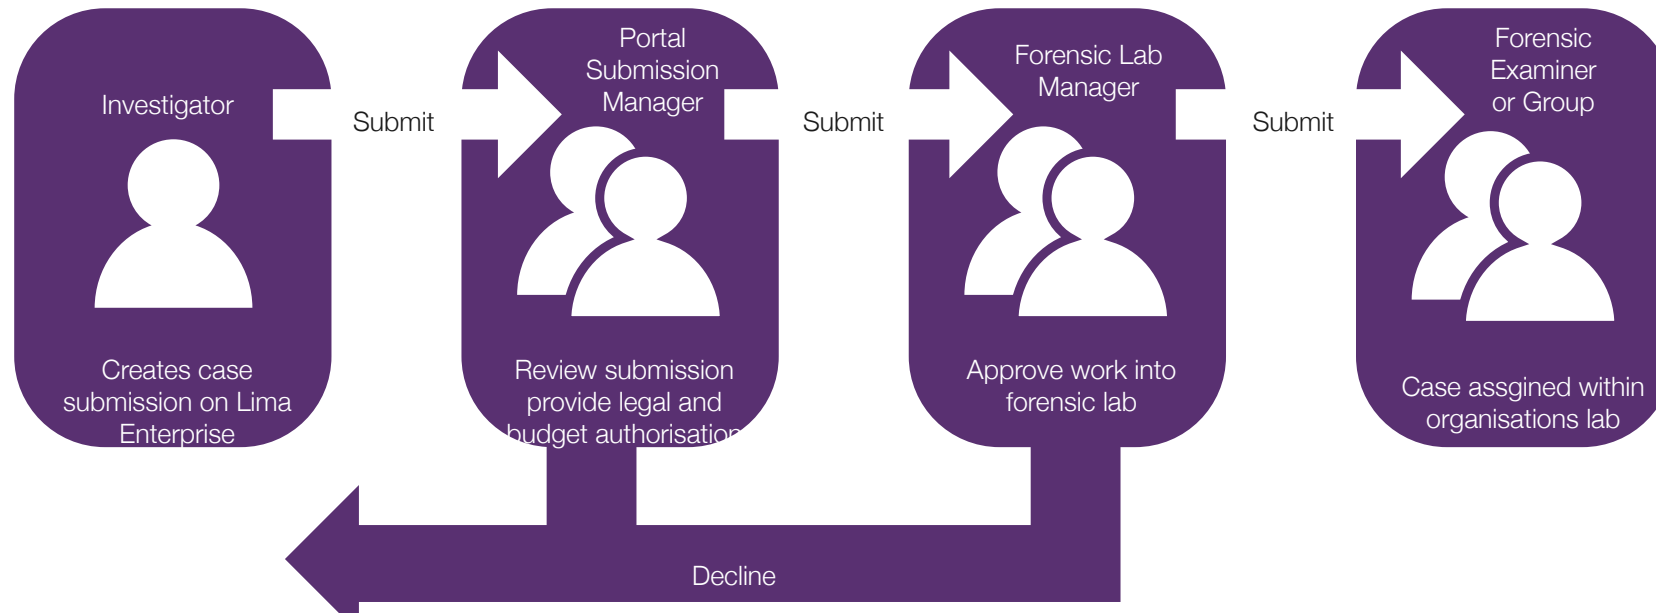 Investigator
Creates case
submission on Lima
Enterprise
Submit
Portal
Submission
Manager
Review submission
provide legal and
budget authorisation
Submit
Forensic Lab
Manager
Approve work into
forensic lab
Submit
Forensic
Examiner
or Group
Case assgined within
organisations lab
Decline